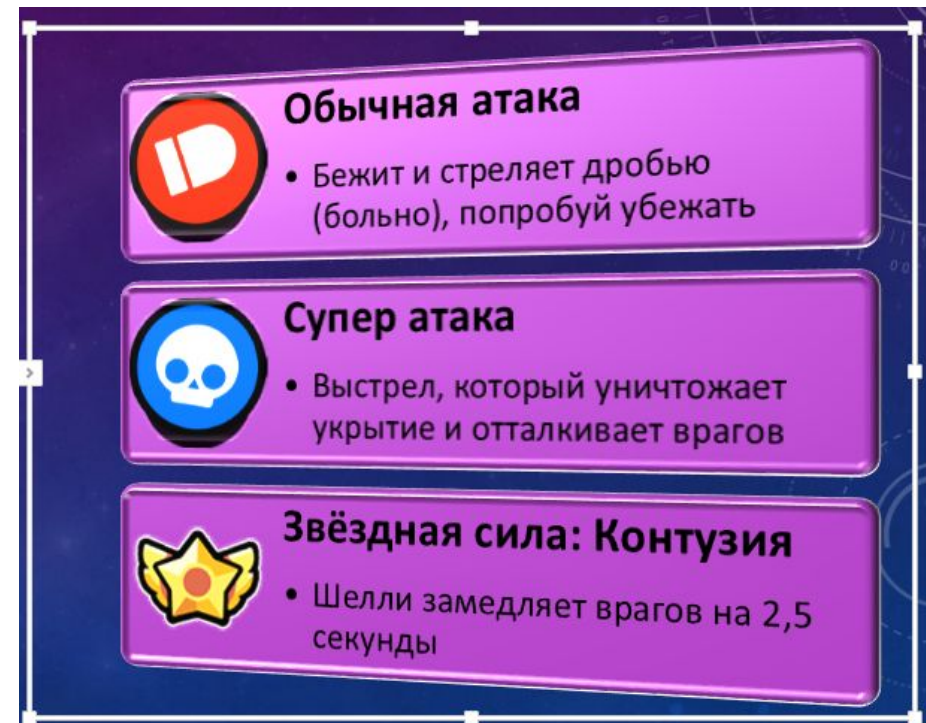 Обычная атака
• Бежит и стреляет дробью
(больно), попробуй убежать
Супер атака
• Выстрел, который уничтожает
укрытие и отталкивает врагов
Звёздная сила: Контузия
• Шелли замедляет врагов на 2,5
секунды